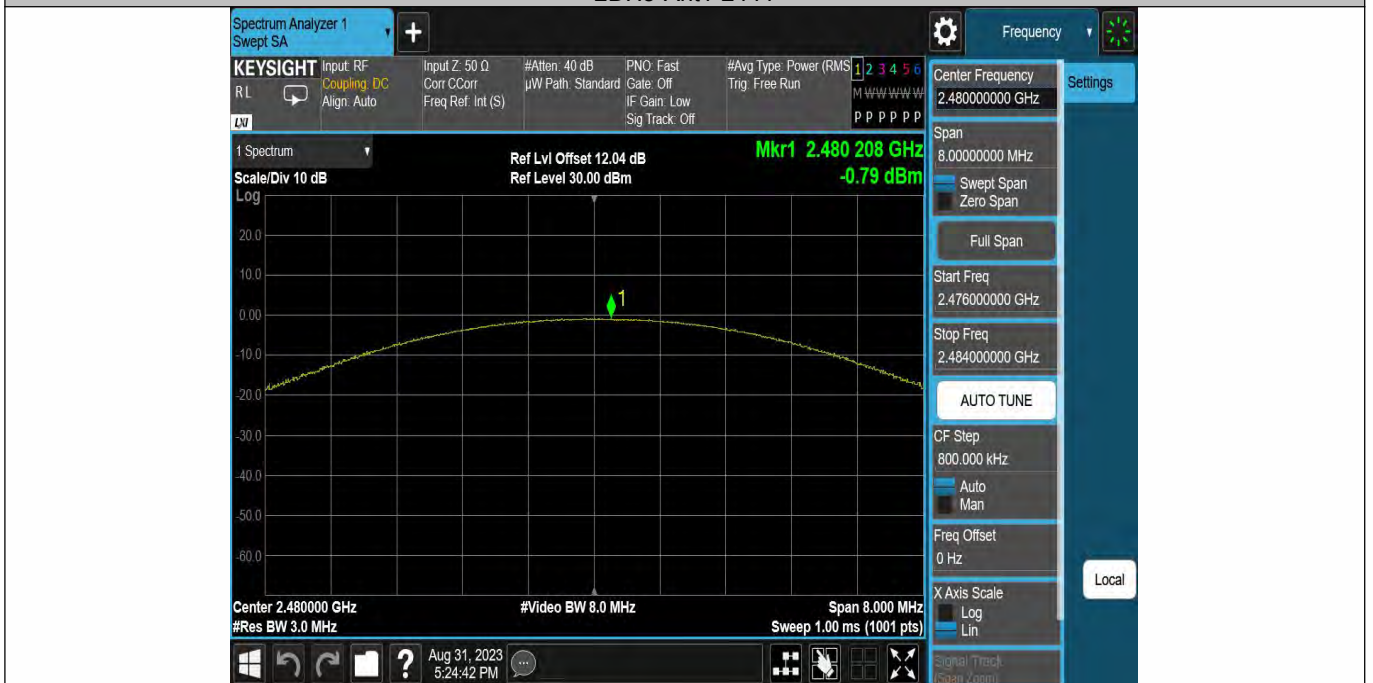 Spectrum Analyzer 1
Swept SA
Frequency
KEYSIGHT
RL
LXI
Input: RF
Coupling: DC
Align: Auto
Input Z: 50 Ω
Corr CCorr
Freq Ref: Int (S)
#Atten: 40 dB
µW Path: Standard
PNO: Fast
Gate: Off
IF Gain: Low
Sig Track: Off
#Avg Type: Power (RMS
Trig: Free Run
1 2 3 4 5 6
M W W W W W
P P P P P P
1 Spectrum
Scale/Div 10 dB
Ref Lvl Offset 12.04 dB
Ref Level 30.00 dBm
Mkr1 2.480 208 GHz
-0.79 dBm
Log
20.0
10.0
0.00
-10.0
-20.0
-30.0
-40.0
-50.0
-60.0
1
Center 2.480000 GHz
#Res BW 3.0 MHz
#Video BW 8.0 MHz
Span 8.000 MHz
Sweep 1.00 ms (1001 pts)
Aug 31, 2023
5:24:42 PM
Center Frequency
2.480000000 GHz
Settings
Span
8.00000000 MHz
Swept Span
Zero Span
Full Span
Start Freq
2.476000000 GHz
Stop Freq
2.484000000 GHz
AUTO TUNE
CF Step
800.000 kHz
Auto
Man
Freq Offset
0 Hz
X Axis Scale
Log
Lin
Local
Signal Track
(Span Zoom)